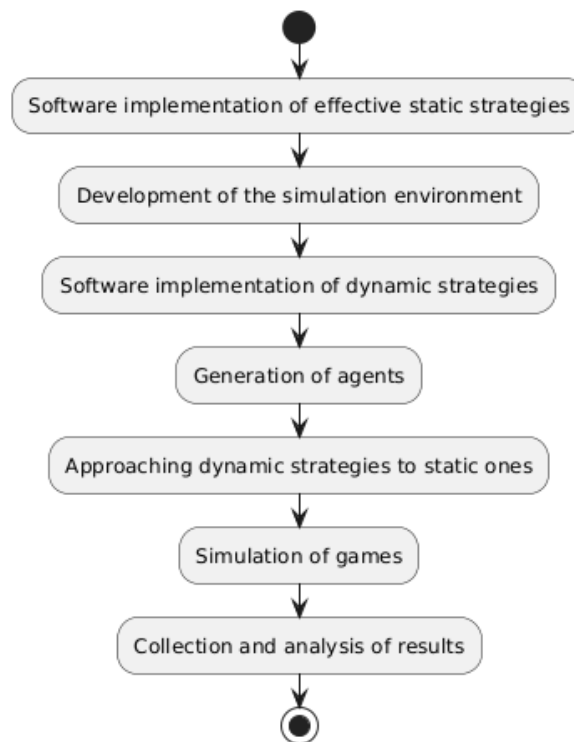 Software implementation of effective static strategies
Development of the simulation environment
Software implementation of dynamic strategies
Generation of agents
Approaching dynamic strategies to static ones
Simulation of games
Collection and analysis of results